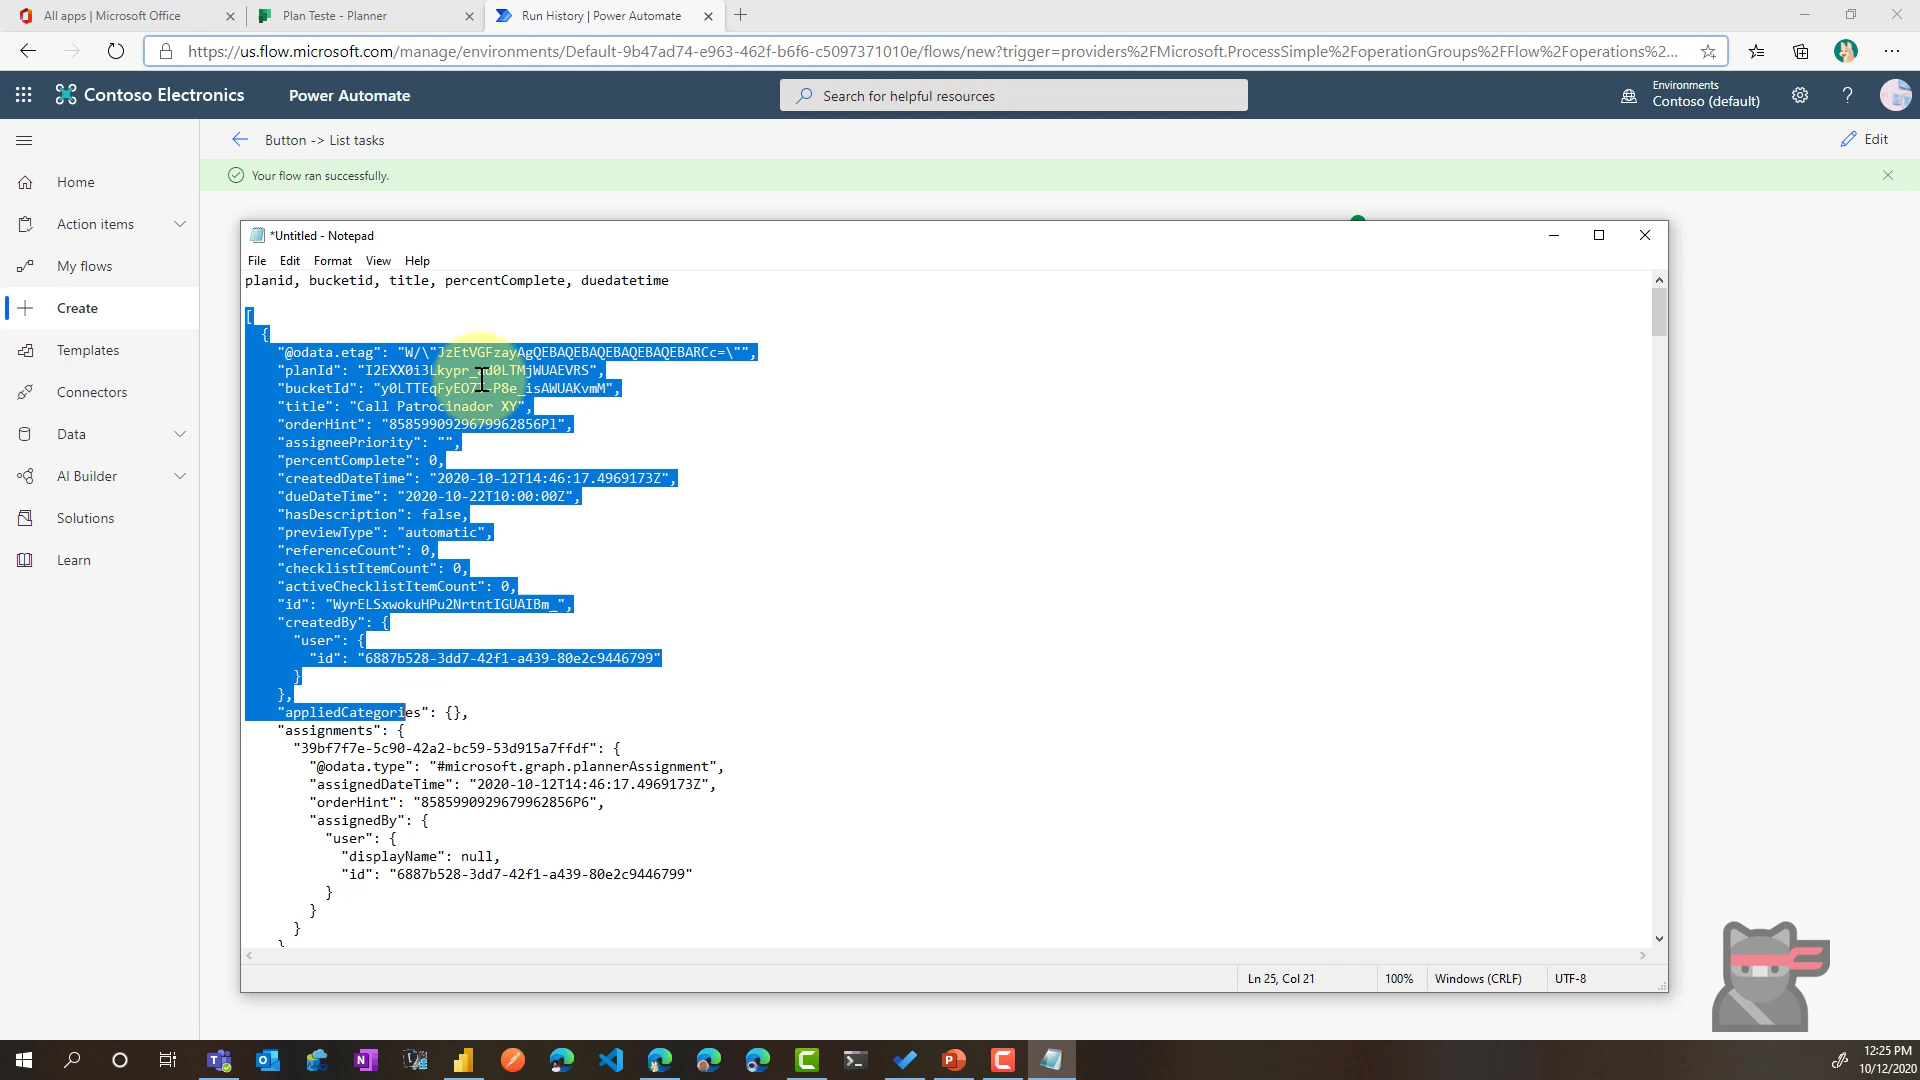 All apps | Microsoft Office
Plan Teste - Planner
Run History | Power Automate
https://us.flow.microsoft.com/manage/environments/Default-9b47ad74-e963-462f-b6f6-c5097371010e/flows/new?trigger=providers%2FMicrosoft.ProcessSimple%2FoperationGroups%2FFlow%2Foperations%2...
Contoso Electronics
Power Automate
Search for helpful resources
Environments
Contoso (default)
Button -> List tasks
Edit
Your flow ran successfully.
Home
Action items
My flows
Create
Templates
Connectors
Data
AI Builder
Solutions
Learn
*Untitled - Notepad
File Edit Format View Help
planid, bucketid, title, percentComplete, duedatetime
[
{
"@odata.etag": "W/\"JzEtVGFzayAgQEBAQEBAQEBAQEBAQEBARCc=\"",
"planId": "I2EXX0i3Lkypr_ad0LTMjWUAEVRS",
"bucketId": "y0LTTEqFyEO7T-P8e_isAWUAKvmM",
"title": "Call Patrocinador XY",
"orderHint": "8585990929679962856Pl",
"assigneePriority": "",
"percentComplete": 0,
"createdDateTime": "2020-10-12T14:46:17.4969173Z",
"dueDateTime": "2020-10-22T10:00:00Z",
"hasDescription": false,
"previewType": "automatic",
"referenceCount": 0,
"checklistItemCount": 0,
"activeChecklistItemCount": 0,
"id": "WyrELSxwokuHPu2NrtntIGUAIBm_",
"createdBy": {
"user": {
"id": "6887b528-3dd7-42f1-a439-80e2c9446799"
}
},
"appliedCategories": {},
"assignments": {
"39bf7f7e-5c90-42a2-bc59-53d915a7ffdf": {
"@odata.type": "#microsoft.graph.plannerAssignment",
"assignedDateTime": "2020-10-12T14:46:17.4969173Z",
"orderHint": "8585990929679962856P6",
"assignedBy": {
"user": {
"displayName": null,
"id": "6887b528-3dd7-42f1-a439-80e2c9446799"
}
}
}
}
Ln 25, Col 21
100%
Windows (CRLF)
UTF-8
12:25 PM
10/12/2020